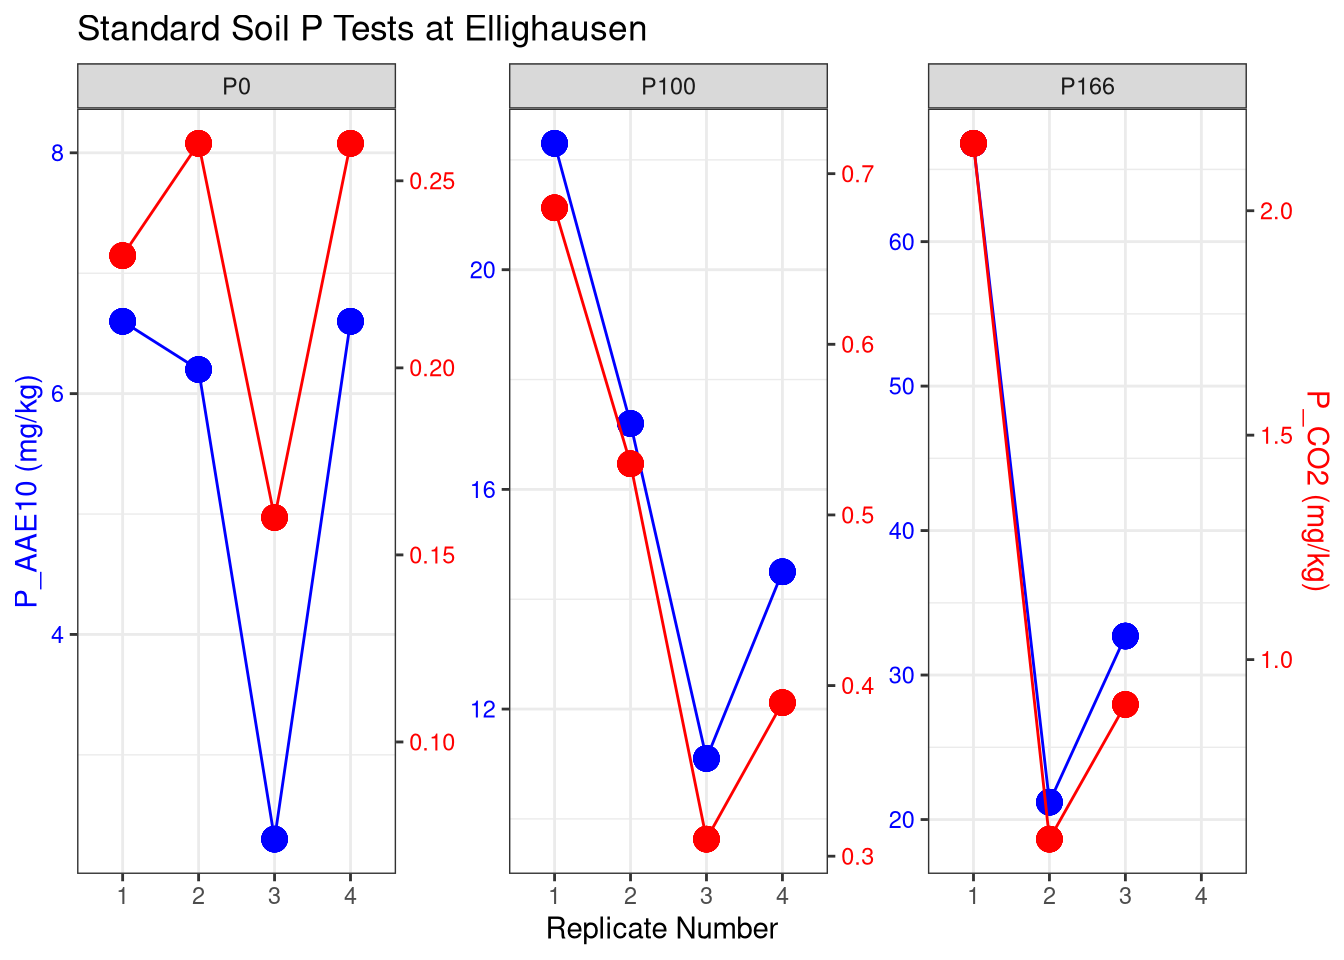 Standard Soil P Tests at Ellighausen
P0
P100
P166
P_AAE10 (mg/kg)
8
6
4
0.25
0.20
0.15
0.10
1 2 3 4
20
16
12
0.7
0.6
0.5
0.4
0.3
1 2 3 4
60
50
40
30
20
2.0
1.5
1.0
1 2 3 4
P_CO2 (mg/kg)
Replicate Number